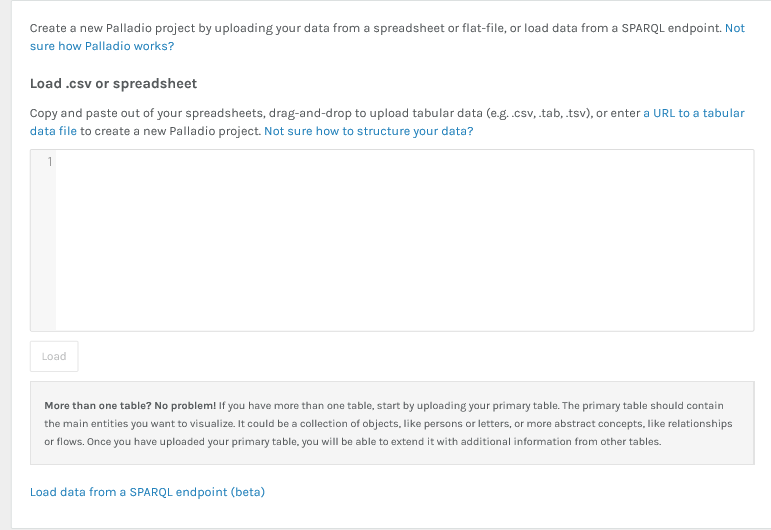 Create a new Palladio project by uploading your data from a spreadsheet or flat-file, or load data from a SPARQL endpoint. Not
sure how Palladio works?
Load .csv or spreadsheet
Copy and paste out of your spreadsheets, drag-and-drop to upload tabular data (e.g. .csv, .tab, .tsv), or enter a URL to a tabular
data file to create a new Palladio project. Not sure how to structure your data?
1
Load
More than one table? No problem! If you have more than one table, start by uploading your primary table. The primary table should contain
the main entities you want to visualize. It could be a collection of objects, like persons or letters, or more abstract concepts, like relationships
or flows. Once you have uploaded your primary table, you will be able to extend it with additional information from other tables.
Load data from a SPARQL endpoint (beta)